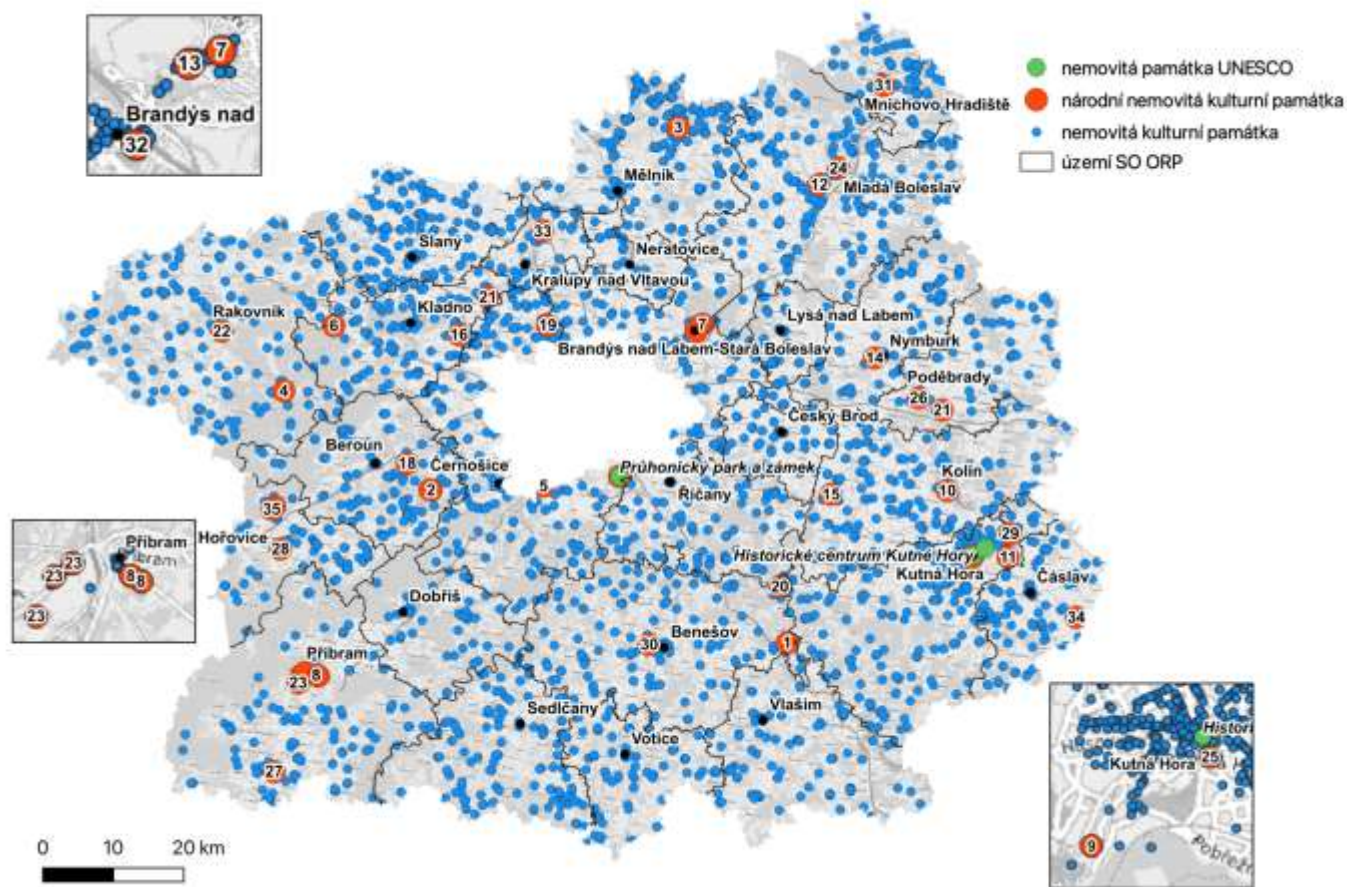 13
7
Brandýs nad
32
nemovitá památka UNESCO
národní nemovitá kulturní památka
nemovitá kulturní památka
území SO ORP
31
Mnichovo Hradiště
3
24
12
Mladá Boleslav
Mělník
33
Slaný
Neratovice
Kralupy nad Vltavou
21
Rakovník
22
6
Kladno
16
19
7
Lysá nad Labem
Brandýs nad Labem-Stará Boleslav
Nymburk
14
4
Poděbrady
26
21
Český Brod
Beroun
18
Černošice
2
5
Průhonický park a zámek
Říčany
Kolín
15
10
35
Hořovice
28
29
Historické centrum Kutné Hory
11
Kutná Hora
Čáslav
20
34
Příbram
23
23
8
8
23
Dobříš
30
Benešov
1
Příbram
23
8
Sedlčany
Vlašim
Votice
27
Histori
25
Kutná Hora
9
Pobřež
0 10 20 km